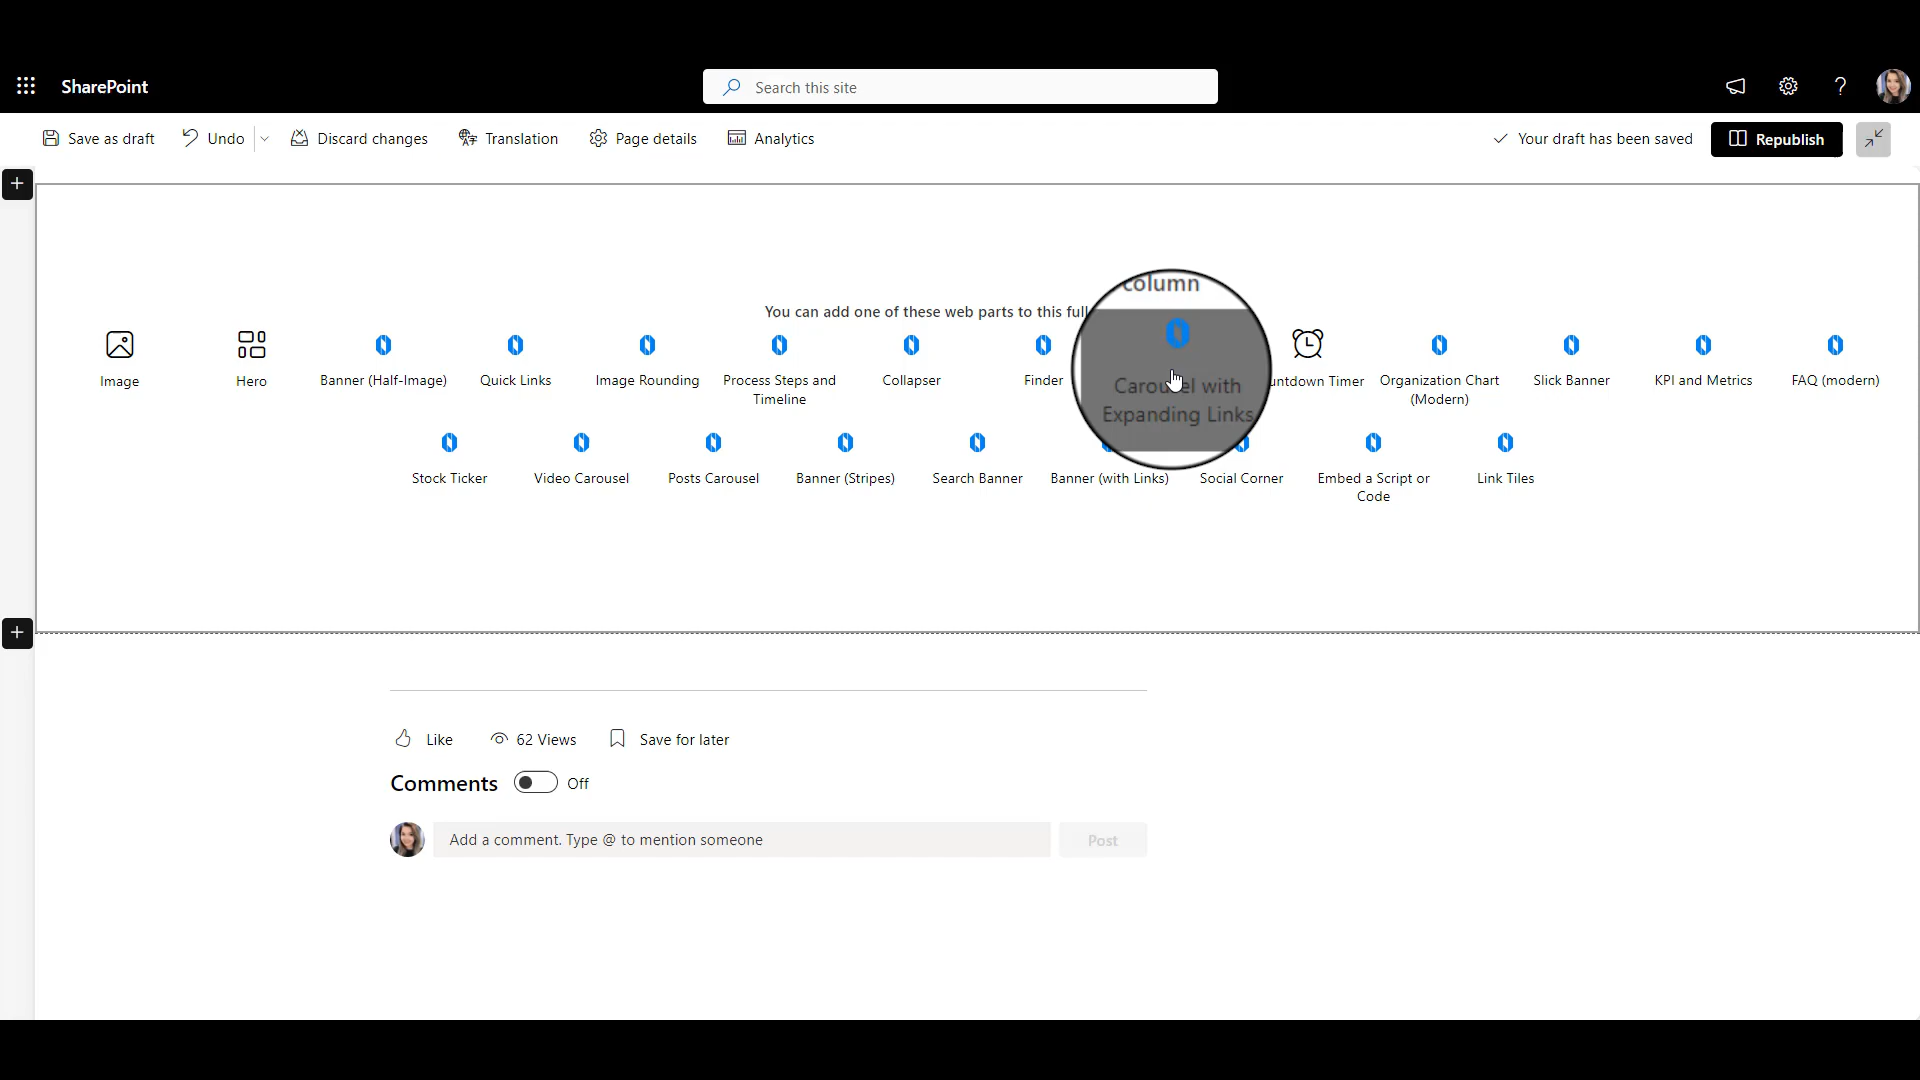 SharePoint
Search this site
?
Save as draft
Undo
Discard changes
Translation
Page details
Analytics
Your draft has been saved
Republish
column
You can add one of these web parts to this full
Image
Hero
Banner (Half-Image)
Quick Links
Image Rounding
Process Steps and
Timeline
Collapser
Finder
Carousel with
Expanding Links
untdown Timer
Organization Chart
(Modern)
Slick Banner
KPI and Metrics
FAQ (modern)
Stock Ticker
Video Carousel
Posts Carousel
Banner (Stripes)
Search Banner
Banner (with Links)
Social Corner
Embed a Script or
Code
Link Tiles
Like
62 Views
Save for later
Comments
Off
Add a comment. Type @ to mention someone
Post